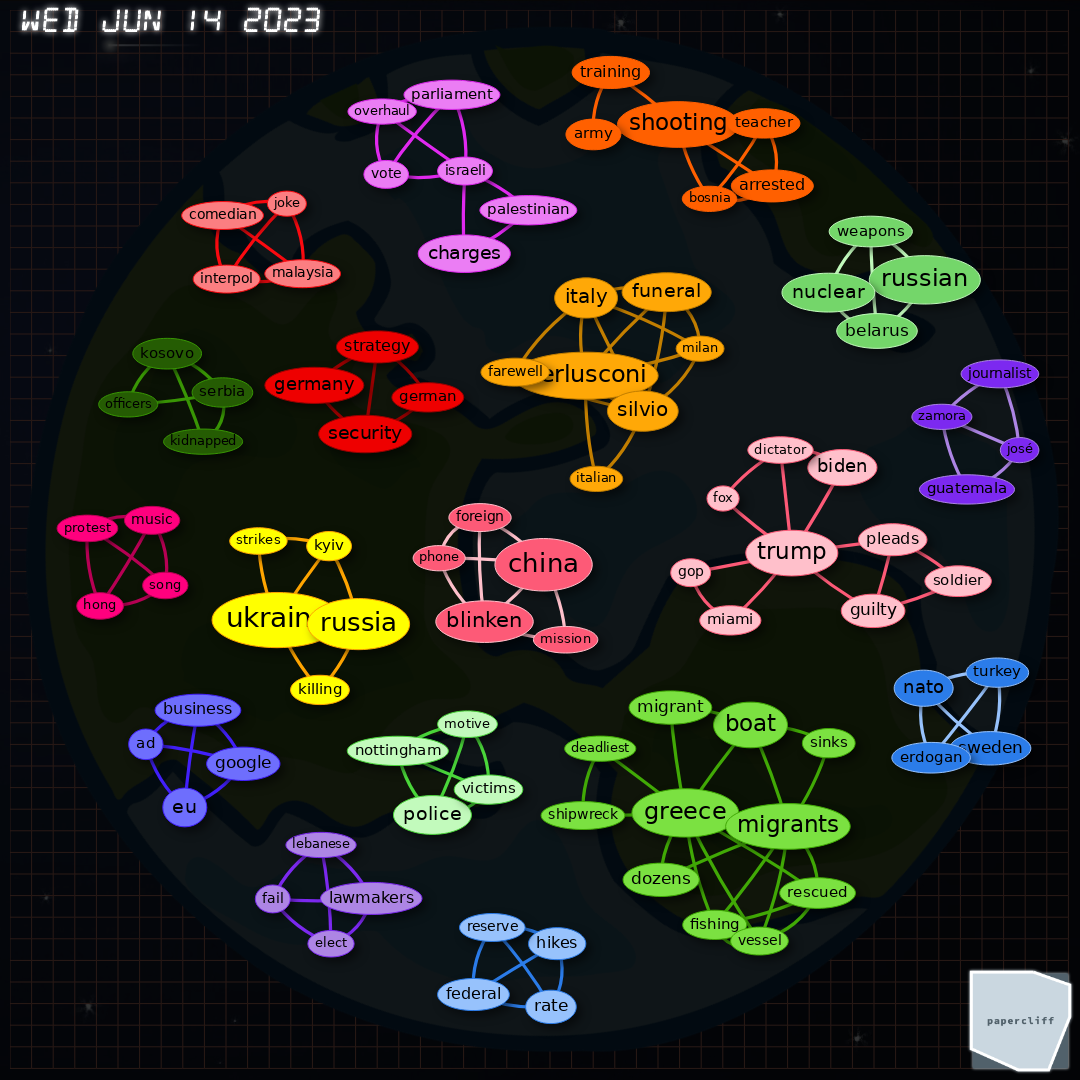 WED JUN 14 2023
training
parliament
overhaul
shooting
teacher
army
vote
israeli
arrested
bosnia
palestinian
charges
joke
comedian
interpol
malaysia
weapons
russian
nuclear
belarus
italy
funeral
milan
farewell
erlusconi
silvio
italian
kosovo
serbia
officers
kidnapped
strategy
germany
german
security
journalist
zamora
josé
guatemala
dictator
biden
fox
trump
pleads
gop
soldier
miami
guilty
protest
music
song
hong
strikes
kyiv
ukrain
russia
killing
foreign
phone
china
blinken
mission
turkey
nato
sweden
erdogan
business
ad
google
eu
motive
nottingham
victims
police
migrant
boat
deadliest
sinks
shipwreck
greece
migrants
dozens
rescued
fishing
vessel
lebanese
fail
lawmakers
elect
reserve
hikes
federal
rate
papercliff